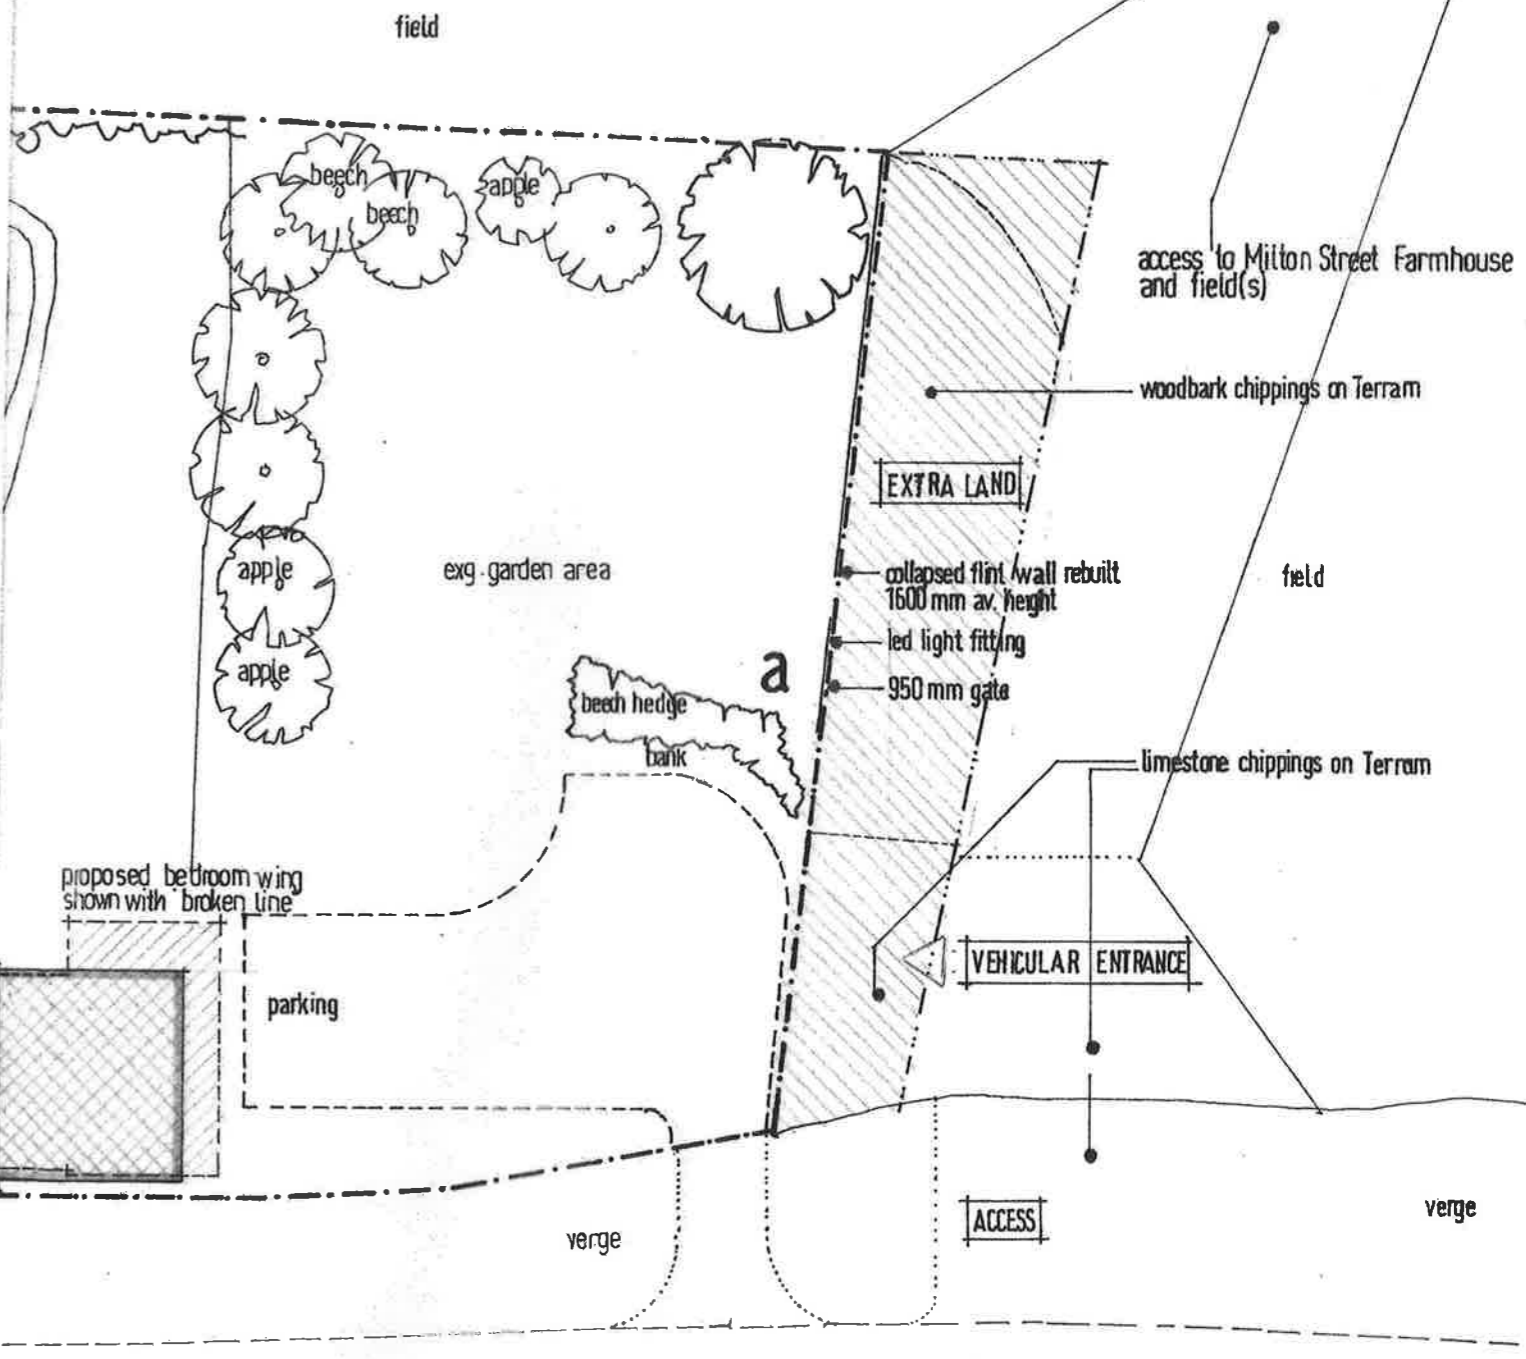 field
beech
beech
apple
access to Milton Street Farmhouse
and field(s)
woodbark chippings on Terram
EXTRA LAND
apple
exg. garden area
collapsed flint wall rebuilt
1600 mm av. height
field
led light fitting
a
950 mm gate
apple
beech hedge
bank
limestone chippings on Terram
proposed bedroom wing
shown with broken line
VEHICULAR ENTRANCE
parking
ACCESS
verge
verge